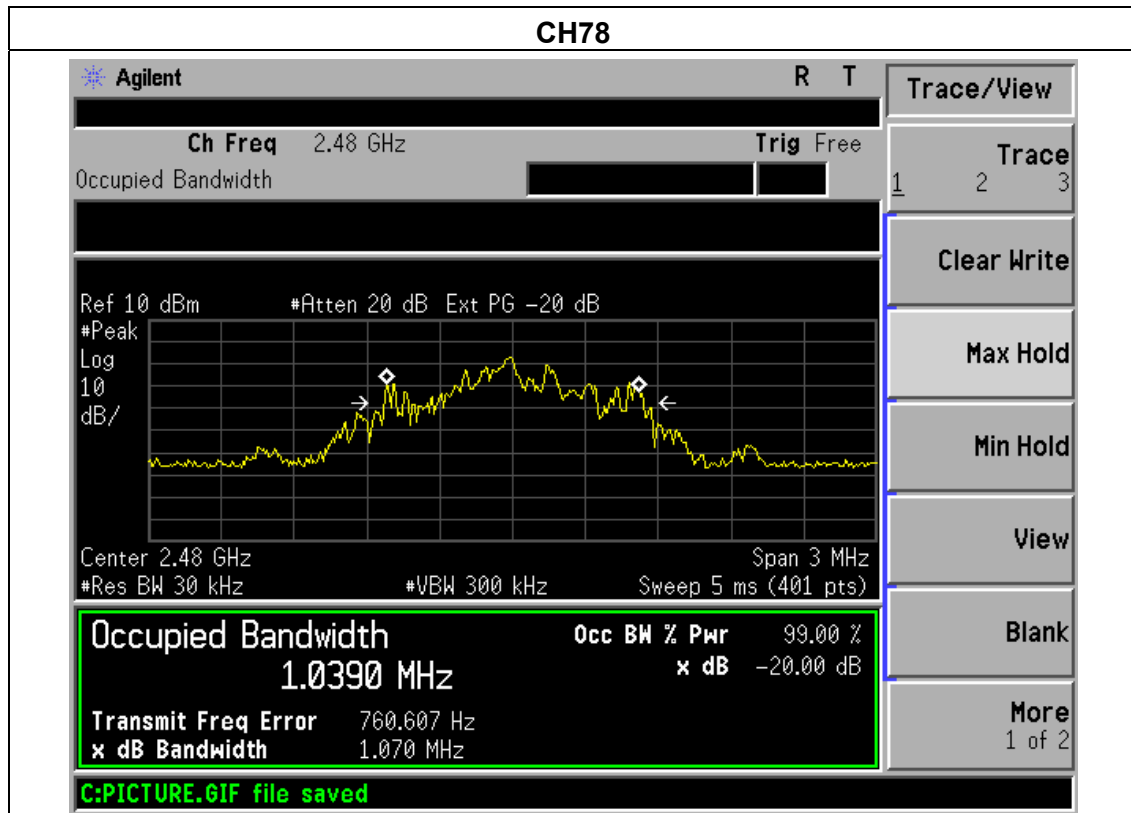 CH78
Agilent
R T
Trace/View
Ch Freq 2.48 GHz
Trig Free
Occupied Bandwidth
Trace
1 2 3
Clear Write
Ref 10 dBm #Atten 20 dB Ext PG -20 dB
#Peak
Log
10
dB/
Max Hold
Min Hold
View
Center 2.48 GHz
Span 3 MHz
#Res BW 30 kHz #VBW 300 kHz Sweep 5 ms (401 pts)
Occupied Bandwidth
1.0390 MHz
Occ BW % Pwr 99.00 %
x dB -20.00 dB
Blank
Transmit Freq Error 760.607 Hz
x dB Bandwidth 1.070 MHz
More
1 of 2
C:PICTURE.GIF file saved